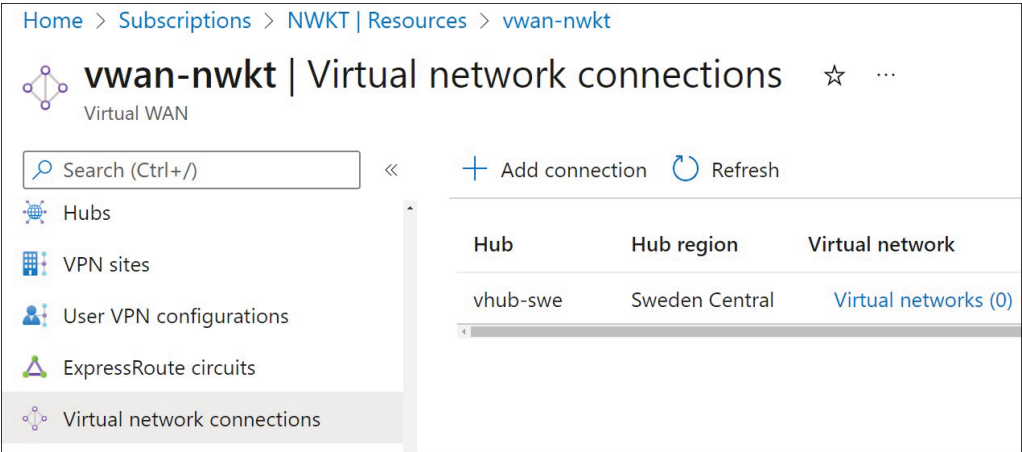 Home > Subscriptions > NWKT | Resources > vwan-nwkt
vwan-nwkt | Virtual network connections ☆ ...
Virtual WAN
Search (Ctrl+/) «
+ Add connection Refresh
Hubs
VPN sites
User VPN configurations
ExpressRoute circuits
Virtual network connections
Hub Hub region Virtual network
vhub-swe Sweden Central Virtual networks (0)